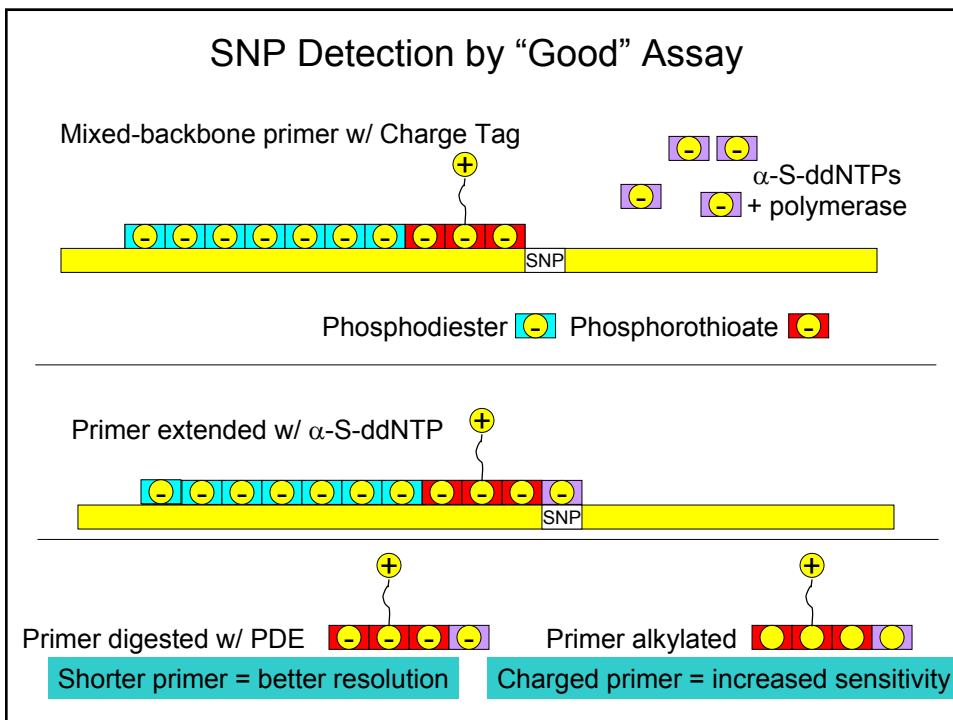 SNP Detection by “Good” Assay
Mixed-backbone primer w/ Charge Tag
+
α-S-ddNTPs
+ polymerase
- - - -
- - - - - - - - - -
SNP
Phosphodiester - Phosphorothioate -
+
Primer extended w/ α-S-ddNTP
- - - - - - - - - - -
SNP
+ +
Primer digested w/ PDE - - - - Primer alkylated
Shorter primer = better resolution Charged primer = increased sensitivity